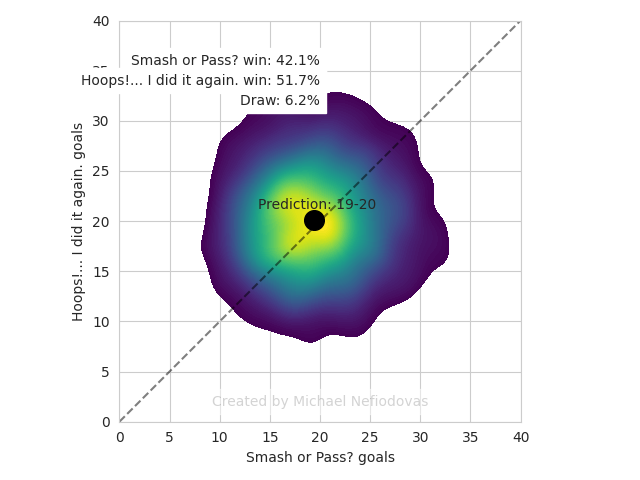 40
35
30
25
20
15
10
5
0
Hoops!... I did it again. goals
Smash or Pass? win: 42.1%
Hoops!... I did it again. win: 51.7%
Draw: 6.2%
Prediction: 19-20
Created by Michael Nefiodovas
0 5 10 15 20 25 30 35 40
Smash or Pass? goals